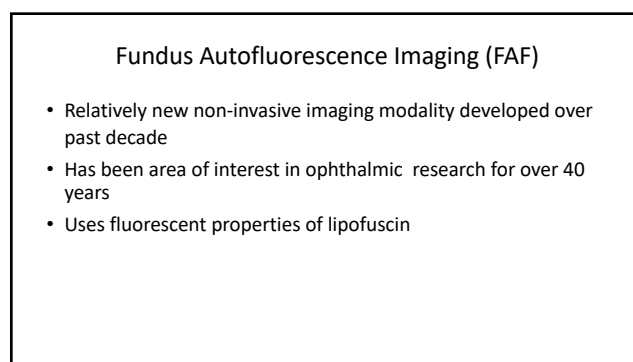 Fundus Autofluorescence Imaging (FAF)
• Relatively new non-invasive imaging modality developed over
past decade
• Has been area of interest in ophthalmic research for over 40
years
• Uses fluorescent properties of lipofuscin